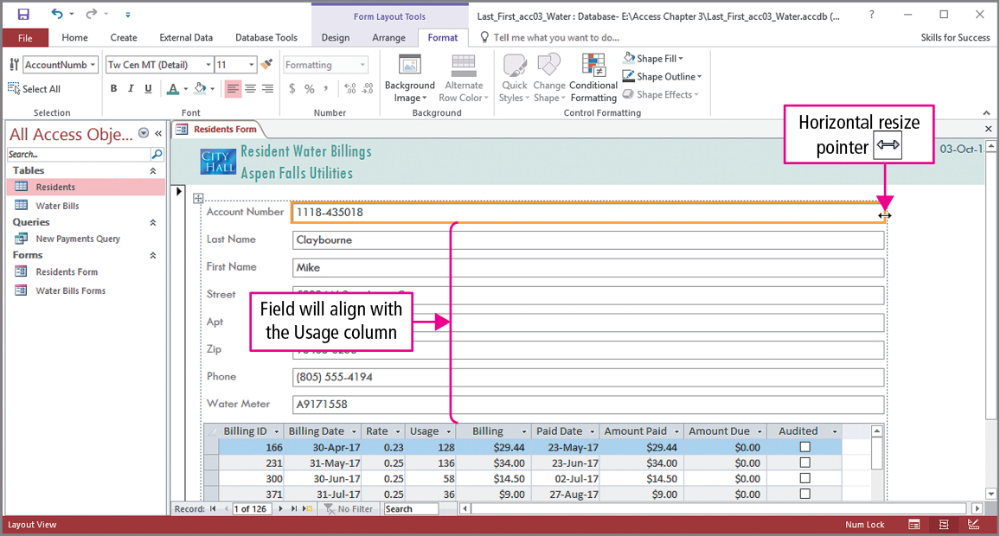 Form Layout Tools
Last_First_acc03_Water : Database- E:\Access Chapter 3\Last_First_acc03_Water.accdb (...
?
File Home Create External Data Database Tools Design Arrange Format Tell me what you want to do... Skills for Success
AccountNumb
Tw Cen MT (Detail) 11
Formatting
Select All
B I U A
$ % , .00 .00
Background Image
Alternate Row Color
Quick Styles
Change Shape
Conditional Formatting
Shape Fill
Shape Outline
Shape Effects
Selection Font Number Background Control Formatting
All Access Obje... «
Search...
Tables
Residents
Water Bills
Queries
New Payments Query
Forms
Residents Form
Water Bills Forms
Residents Form
CITY HALL
Resident Water Billings
Aspen Falls Utilities
03-Oct-1
Horizontal resize
pointer
Account Number 1118-435018
Last Name Claybourne
First Name Mike
Street
Apt
Zip
Phone (805) 555-4194
Water Meter A9171558
Field will align with
the Usage column
Billing ID Billing Date Rate Usage Billing Paid Date Amount Paid Amount Due Audited
166 30-Apr-17 0.23 128 $29.44 23-May-17 $29.44 $0.00
231 31-May-17 0.25 136 $34.00 23-Jun-17 $34.00 $0.00
300 30-Jun-17 0.25 58 $14.50 02-Jul-17 $14.50 $0.00
371 31-Jul-17 0.25 36 $9.00 27-Aug-17 $9.00 $0.00
Record: 1 of 126 No Filter Search
Layout View Num Lock